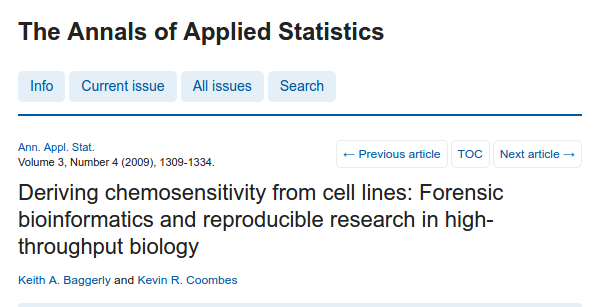 The Annals of Applied Statistics
Info Current issue All issues Search
Ann. Appl. Stat.
Volume 3, Number 4 (2009), 1309-1334.
← Previous article TOC Next article →
Deriving chemosensitivity from cell lines: Forensic
bioinformatics and reproducible research in high-
throughput biology
Keith A. Baggerly and Kevin R. Coombes